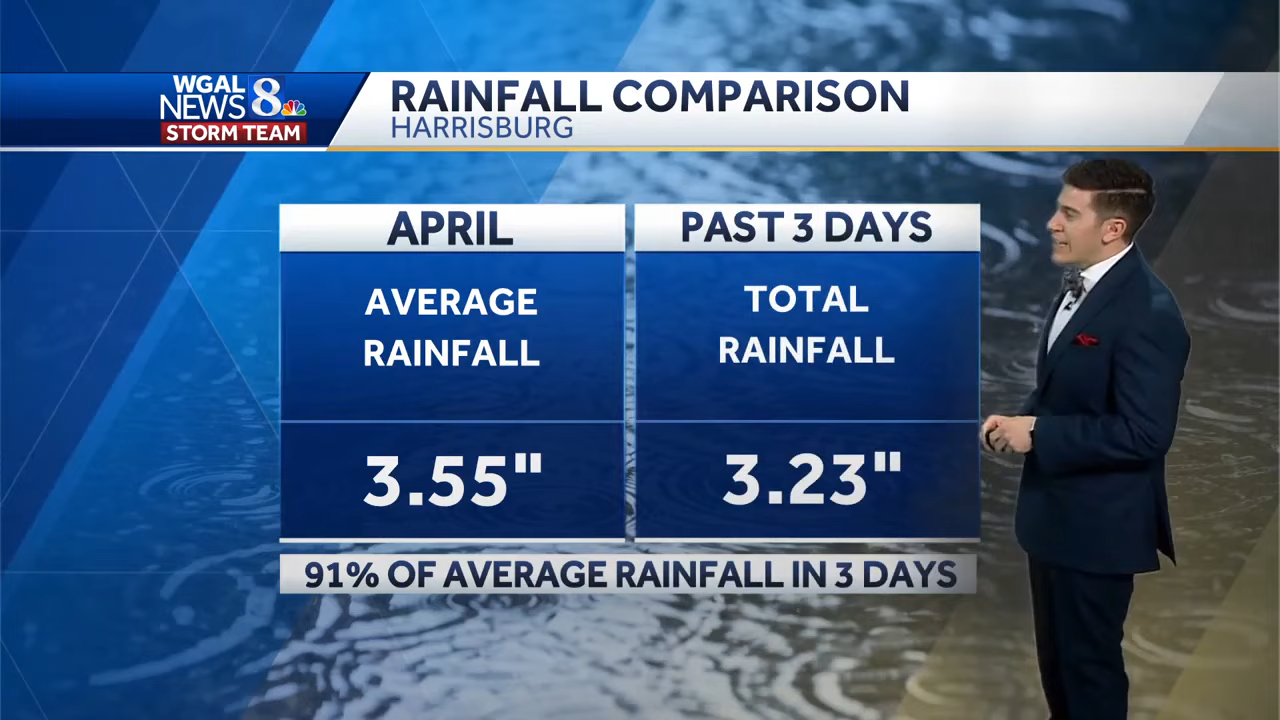 WGAL
NEWS 8
STORM TEAM
RAINFALL COMPARISON
HARRISBURG
APRIL
AVERAGE
RAINFALL
3.55"
PAST 3 DAYS
TOTAL
RAINFALL
3.23"
91% OF AVERAGE RAINFALL IN 3 DAYS